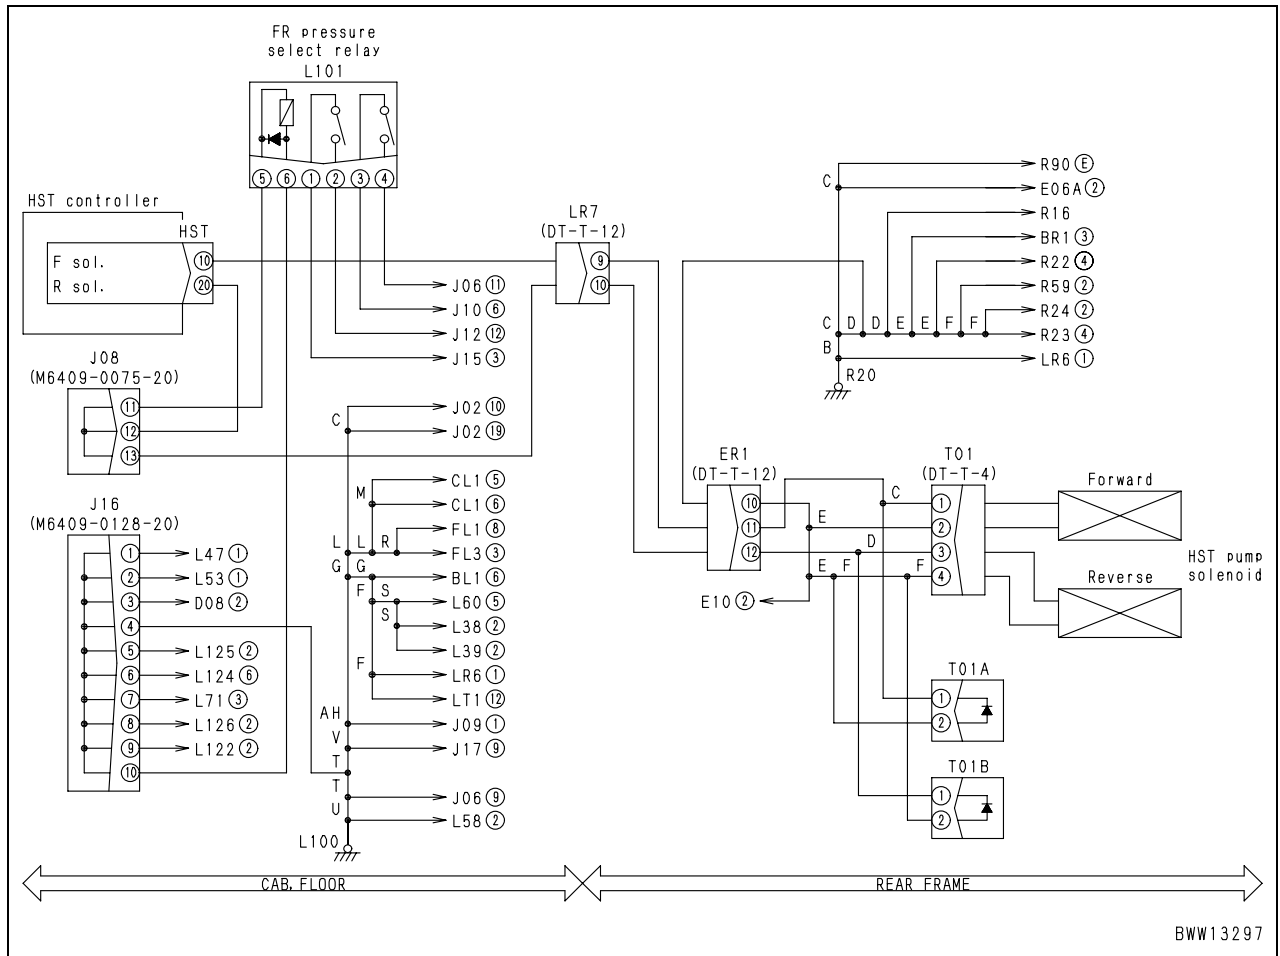 FR pressure
select relay
L101
5 6 1 2 3 4
HST controller
HST
F sol. 10
R sol. 20
LR7
(DT-T-12)
9
10
J06 11
J10 6
J12 12
J15 3
J08
(M6409-0075-20)
11
12
13
J16
(M6409-0128-20)
1 L47 1
2 L53 1
3 D08 2
4
5 L125 2
6 L124 6
7 L71 3
8 L126 2
9 L122 2
10
C
J02 10
J02 19
M
CL1 5
CL1 6
FL1 8
L L R
FL3 3
G G
BL1 6
F S
L60 5
S
L38 2
L39 2
F
LR6 1
LT1 12
AH
J09 1
V
J17 9
T
T
J06 9
U
L58 2
L100
C
R90 E
E06A 2
R16
BR1 3
R22 4
R59 2
R24 2
C D D E E F F
R23 4
B
LR6 1
R20
ER1
(DT-T-12)
10
11
12
T01
(DT-T-4)
C 1
E 2
D 3
E F F 4
E10 2
Forward
HST pump
solenoid
Reverse
T01A
1
2
T01B
1
2
CAB, FLOOR
REAR FRAME
BWW13297